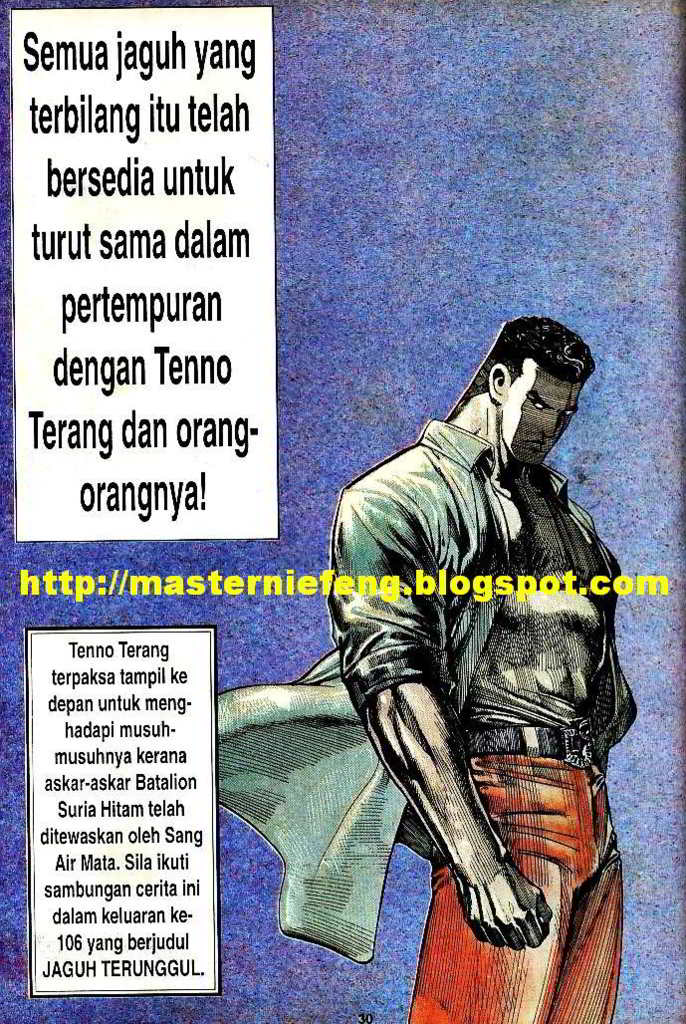 Semua jaguh yang
terbilang itu telah
bersedia untuk
turut sama dalam
pertempuran
dengan Tenno
Terang dan orang-
orangnya!
http://masterniefeng.blogspot.com
Tenno Terang
terpaksa tampil ke
depan untuk meng-
hadapi musuh-
musuhnya kerana
askar-askar Batalion
Suria Hitam telah
ditewaskan oleh Sang
Air Mata. Sila ikuti
sambungan cerita ini
dalam keluaran ke-
106 yang berjudul
JAGUH TERUNGGUL.
30